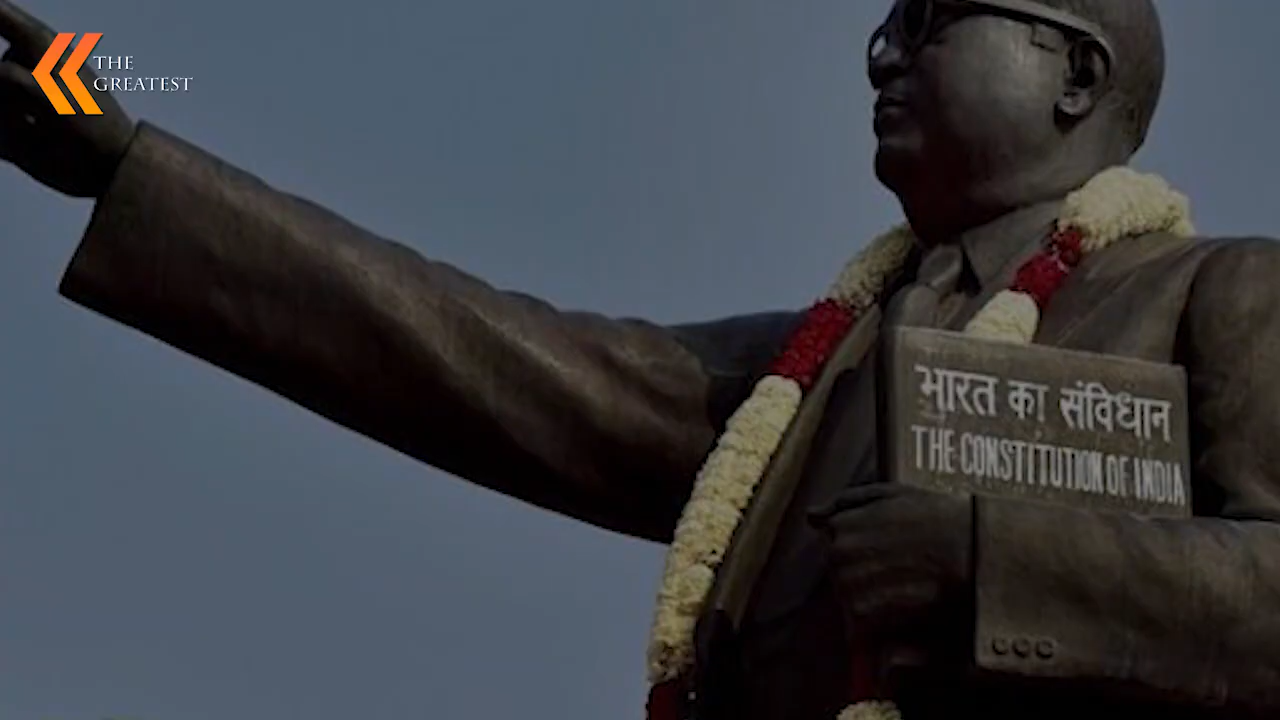 THE
GREATEST
भारत का संविधान
THE CONSTITUTION OF INDIA